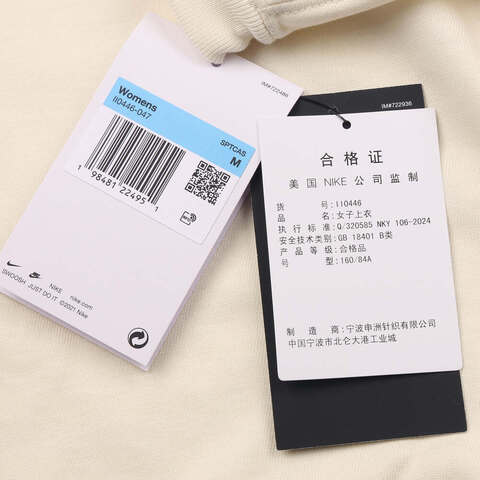 IM#722486
Womens
II0446-047
SPTCAS
M
1 98481 22495 1
NIKE nike.com
SWOOSH JUST DO IT ©2021 Nike
IM#722936
合格证
美国 NIKE 公司监制
货号:II0446
品名:女子上衣
执行标准:Q/320585 NKY 106-2024
安全技术类别:GB 18401 B类
产品等级:合格品
号型:160/84A
制造商:宁波申洲针织有限公司
中国宁波市北仑大港工业城